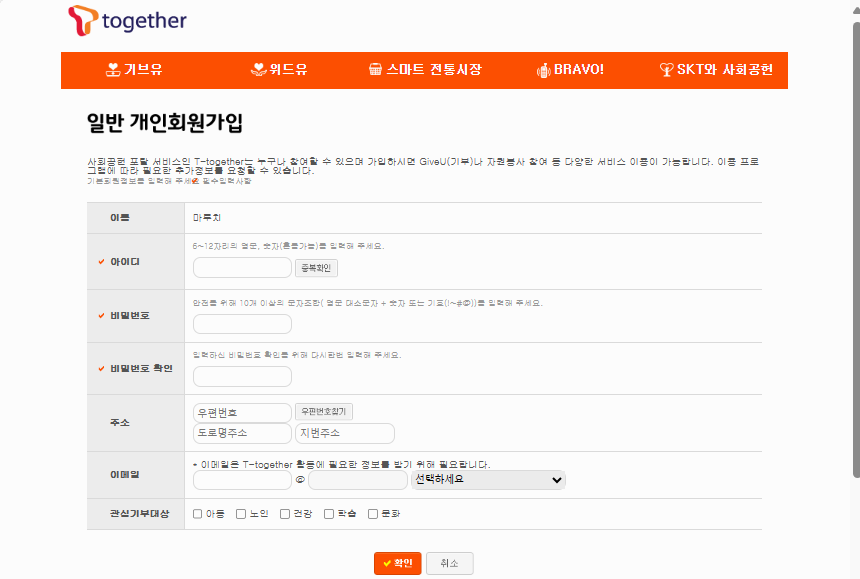 together
기브유 위드유 스마트 전통시장 BRAVO! SKT와 사회공헌
일반 개인회원가입
사회공헌 포탈 서비스인 T-together는 누구나 참여할 수 있으며 가입하시면 GiveU(기부)나 자원봉사 참여 등 다양한 서비스 이용이 가능합니다. 이용 프로
그램에 따라 필요한 추가정보를 요청할 수 있습니다.
기본회원정보를 입력해 주세요 필수입력사항
이름 마루치
6~12자리의 영문, 숫자(혼용가능)를 입력해 주세요.
아이디 중복확인
안전을 위해 10개 이상의 문자조합( 영문 대소문자 + 숫자 또는 기호(!~#@))를 입력해 주세요.
비밀번호
입력하신 비밀번호 확인을 위해 다시한번 입력해 주세요.
비밀번호 확인
우편번호 우편번호찾기
주소
도로명주소 지번주소
* 이메일은 T-together 활동에 필요한 정보를 받기 위해 필요합니다.
이메일 @ 선택하세요
관심기부대상 아동 노인 건강 학습 문화
확인 취소